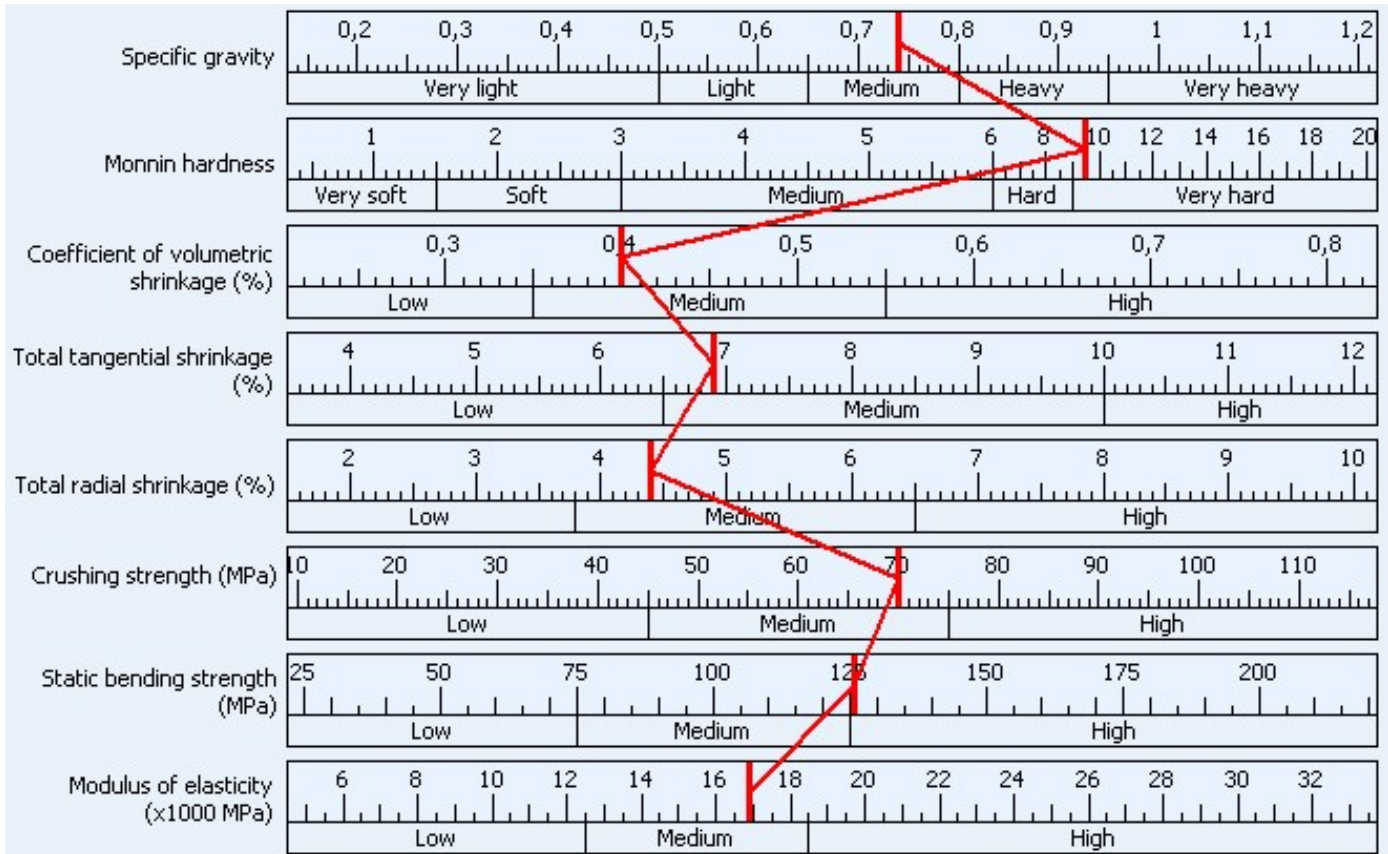 0,2 0,3 0,4 0,5 0,6 0,7 0,8 0,9 1 1,1 1,2
Specific gravity
Very light Light Medium Heavy Very heavy
1 2 3 4 5 6 8 10 12 14 16 18 20
Monnin hardness
Very soft Soft Medium Hard Very hard
0,3 0,4 0,5 0,6 0,7 0,8
Coefficient of volumetric
shrinkage (%)
Low Medium High
4 5 6 7 8 9 10 11 12
Total tangential shrinkage
(%)
Low Medium High
2 3 4 5 6 7 8 9 10
Total radial shrinkage (%)
Low Medium High
10 20 30 40 50 60 70 80 90 100 110
Crushing strength (MPa)
Low Medium High
25 50 75 100 125 150 175 200
Static bending strength
(MPa)
Low Medium High
6 8 10 12 14 16 18 20 22 24 26 28 30 32
Modulus of elasticity
(x1000 MPa)
Low Medium High